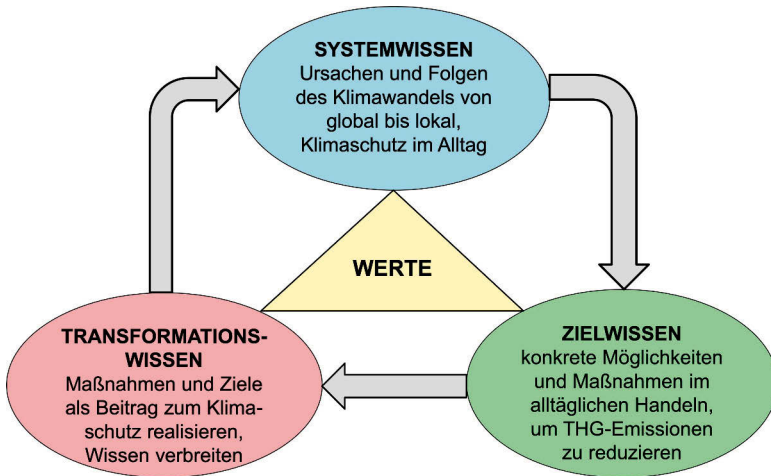 SYSTEMWISSEN
Ursachen und Folgen
des Klimawandels von
global bis lokal,
Klimaschutz im Alltag
WERTE
TRANSFORMATIONS-
WISSEN
Maßnahmen und Ziele
als Beitrag zum Klima-
schutz realisieren,
Wissen verbreiten
ZIELWISSEN
konkrete Möglichkeiten
und Maßnahmen im
alltäglichen Handeln,
um THG-Emissionen
zu reduzieren